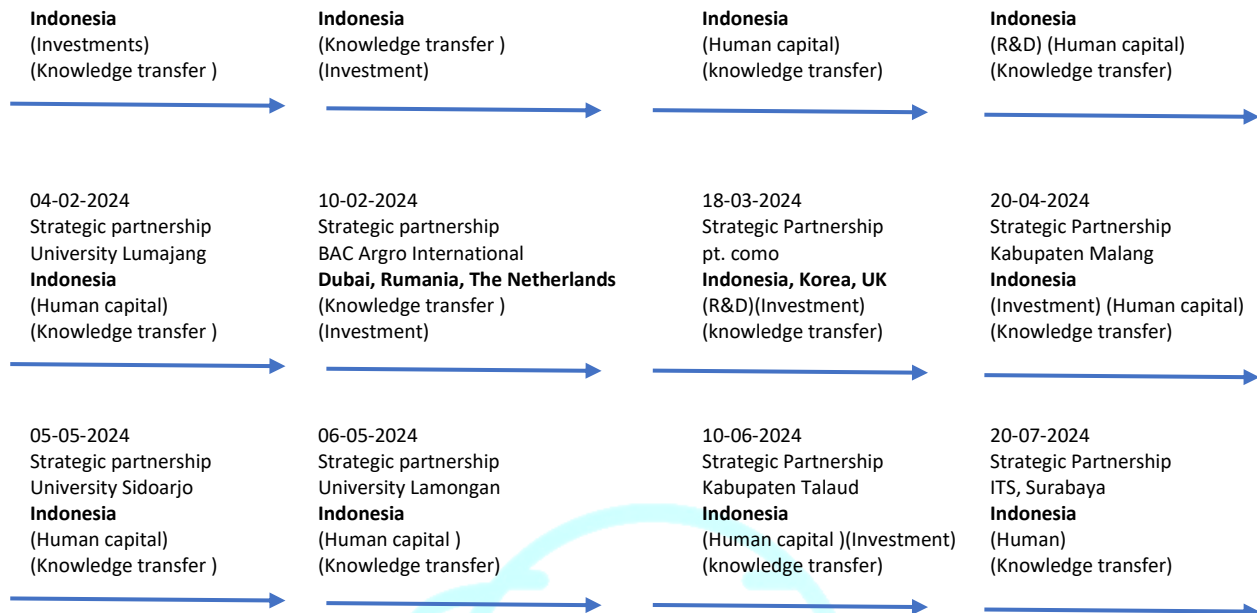 Indonesia
(Investments)
(Knowledge transfer )
Indonesia
(Knowledge transfer )
(Investment)
Indonesia
(Human capital)
(knowledge transfer)
Indonesia
(R&D) (Human capital)
(Knowledge transfer)
04-02-2024
Strategic partnership
University Lumajang
Indonesia
(Human capital)
(Knowledge transfer )
10-02-2024
Strategic partnership
BAC Argro International
Dubai, Rumania, The Netherlands
(Knowledge transfer )
(Investment)
18-03-2024
Strategic Partnership
pt. como
Indonesia, Korea, UK
(R&D)(Investment)
(knowledge transfer)
20-04-2024
Strategic Partnership
Kabupaten Malang
Indonesia
(Investment) (Human capital)
(Knowledge transfer)
05-05-2024
Strategic partnership
University Sidoarjo
Indonesia
(Human capital)
(Knowledge transfer )
06-05-2024
Strategic partnership
University Lamongan
Indonesia
(Human capital )
(Knowledge transfer)
10-06-2024
Strategic Partnership
Kabupaten Talaud
Indonesia
(Human capital )(Investment)
(knowledge transfer)
20-07-2024
Strategic Partnership
ITS, Surabaya
Indonesia
(Human)
(Knowledge transfer)